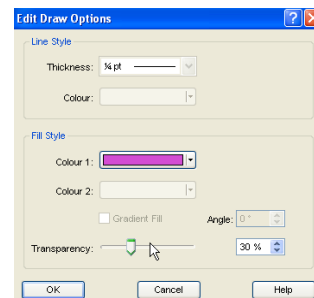 Edit Draw Options
Line Style
Thickness: ¼ pt
Colour:
Fill Style
Colour 1:
Colour 2:
Gradient Fill Angle: 0 °
Transparency: 30 %
OK Cancel Help